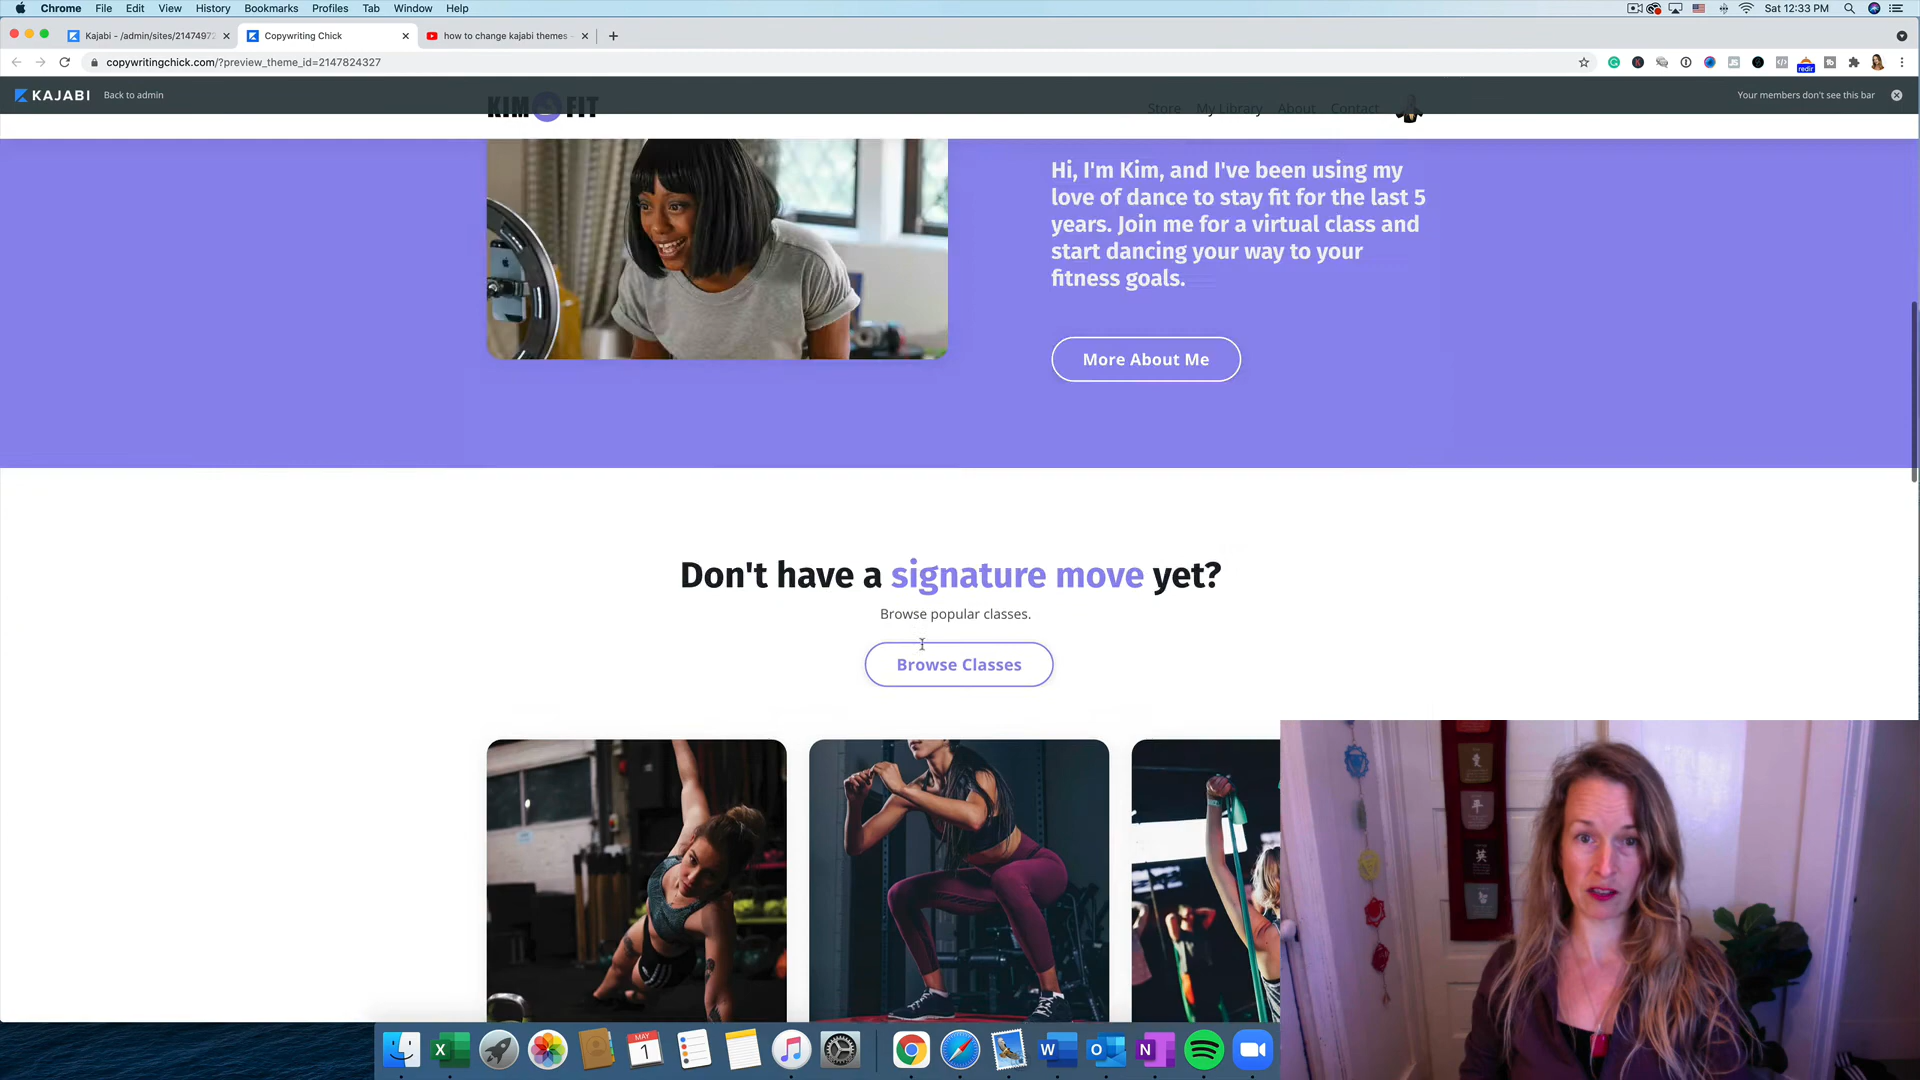 Chrome File Edit View History Bookmarks Profiles Tab Window Help
Sat 12:33 PM
Kajabi - /admin/sites/2147497
Copywriting Chick
how to change kajabi themes
copywritingchick.com/?preview_theme_id=2147824327
redir
KAJABI Back to admin
Your members don't see this bar
KIM FIT
Store My Library About Contact
Hi, I'm Kim, and I've been using my
love of dance to stay fit for the last 5
years. Join me for a virtual class and
start dancing your way to your
fitness goals.
More About Me
Don't have a signature move yet?
Browse popular classes.
Browse Classes
MAY
1